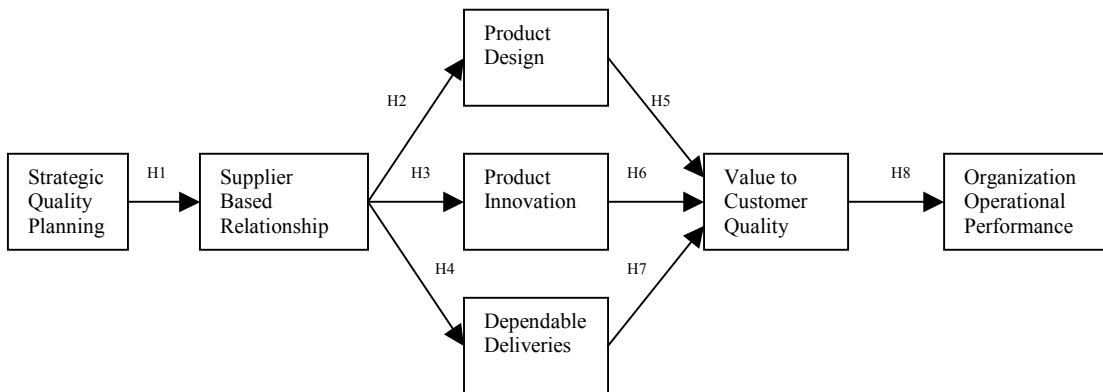 Product
Design
H2
H5
Strategic
Quality
Planning
H1
Supplier
Based
Relationship
H3
Product
Innovation
H6
Value to
Customer
Quality
H8
Organization
Operational
Performance
H4
H7
Dependable
Deliveries